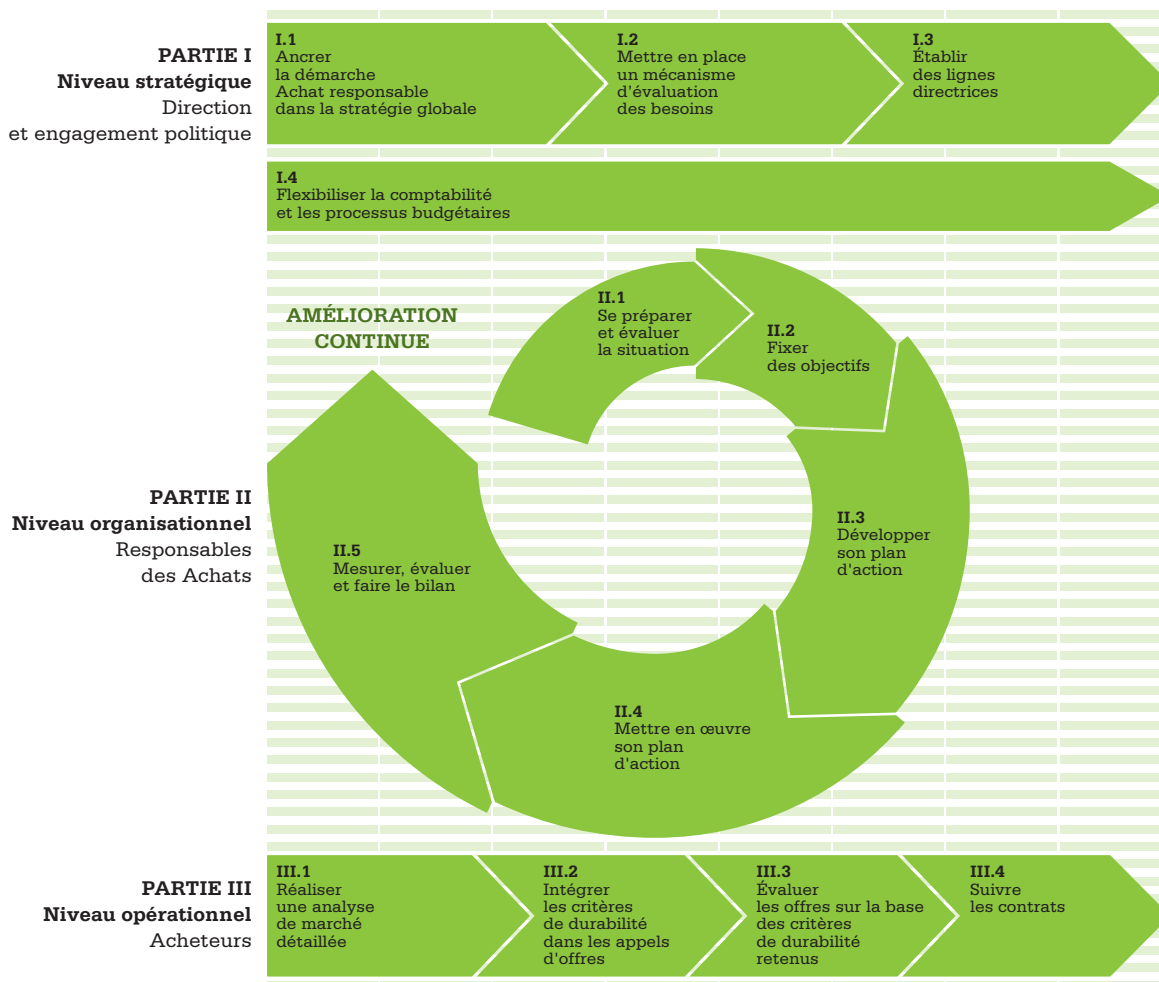 PARTIE I
Niveau stratégique
Direction
et engagement politique
I.1
Ancrer
la démarche
Achat responsable
dans la stratégie globale
I.2
Mettre en place
un mécanisme
d'évaluation
des besoins
I.3
Établir
des lignes
directrices
I.4
Flexibiliser la comptabilité
et les processus budgétaires
AMÉLIORATION
CONTINUE
PARTIE II
Niveau organisationnel
Responsables
des Achats
II.1
Se préparer
et évaluer
la situation
II.2
Fixer
des objectifs
II.3
Développer
son plan
d'action
II.4
Mettre en œuvre
son plan
d'action
II.5
Mesurer, évaluer
et faire le bilan
PARTIE III
Niveau opérationnel
Acheteurs
III.1
Réaliser
une analyse
de marché
détaillée
III.2
Intégrer
les critères
de durabilité
dans les appels
d'offres
III.3
Évaluer
les offres sur la base
des critères
de durabilité
retenus
III.4
Suivre
les contrats